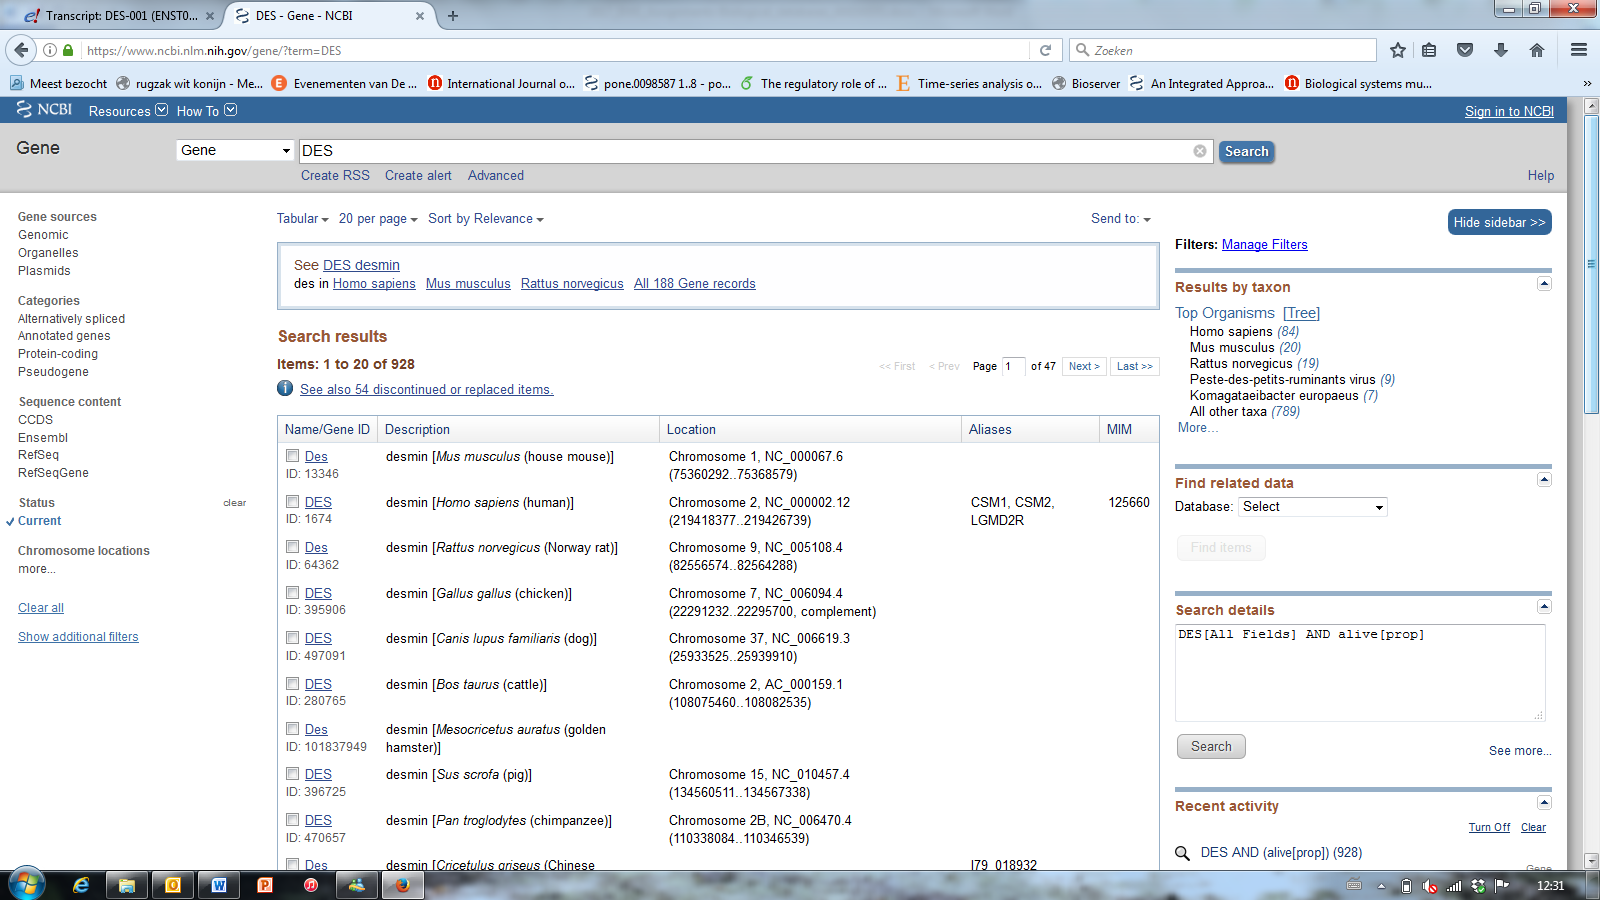 Transcript: DES-001 (ENST0...
DES - Gene - NCBI
https://www.ncbi.nlm.nih.gov/gene/?term=DES
Zoeken
Meest bezocht
rugzak wit konijn - Me...
Evenementen van De ...
International Journal o...
pone.0098587 1..8 - po...
The regulatory role of ...
Time-series analysis o...
Bioserver
An Integrated Approa...
Biological systems mu...
NCBI Resources How To
Sign in to NCBI
Gene
Gene
DES
Search
Create RSS Create alert Advanced
Help
Gene sources
Genomic
Organelles
Plasmids
Categories
Alternatively spliced
Annotated genes
Protein-coding
Pseudogene
Sequence content
CCDS
Ensembl
RefSeq
RefSeqGene
Status clear
Current
Chromosome locations
more...
Clear all
Show additional filters
Tabular 20 per page Sort by Relevance
Send to:
See DES desmin
des in Homo sapiens Mus musculus Rattus norvegicus All 188 Gene records
Search results
Items: 1 to 20 of 928
<< First < Prev Page 1 of 47 Next > Last >>
See also 54 discontinued or replaced items.
Name/Gene ID Description Location Aliases MIM
Des desmin [Mus musculus (house mouse)] Chromosome 1, NC_000067.6
ID: 13346 (75360292..75368579)
DES desmin [Homo sapiens (human)] Chromosome 2, NC_000002.12 CSM1, CSM2, 125660
ID: 1674 (219418377..219426739) LGMD2R
Des desmin [Rattus norvegicus (Norway rat)] Chromosome 9, NC_005108.4
ID: 64362 (82556574..82564288)
DES desmin [Gallus gallus (chicken)] Chromosome 7, NC_006094.4
ID: 395906 (22291232..22295700, complement)
DES desmin [Canis lupus familiaris (dog)] Chromosome 37, NC_006619.3
ID: 497091 (25933525..25939910)
DES desmin [Bos taurus (cattle)] Chromosome 2, AC_000159.1
ID: 280765 (108075460..108082535)
Des desmin [Mesocricetus auratus (golden
ID: 101837949 hamster)]
DES desmin [Sus scrofa (pig)] Chromosome 15, NC_010457.4
ID: 396725 (134560511..134567338)
DES desmin [Pan troglodytes (chimpanzee)] Chromosome 2B, NC_006470.4
ID: 470657 (110338084..110346539)
Des desmin [Cricetulus griseus (Chinese I79_018932
Hide sidebar >>
Filters: Manage Filters
Results by taxon
Top Organisms [Tree]
Homo sapiens (84)
Mus musculus (20)
Rattus norvegicus (19)
Peste-des-petits-ruminants virus (9)
Komagataeibacter europaeus (7)
All other taxa (789)
More...
Find related data
Database: Select
Find items
Search details
DES[All Fields] AND alive[prop]
Search
See more...
Recent activity
Turn Off Clear
DES AND (alive[prop]) (928)
Gene
12:31